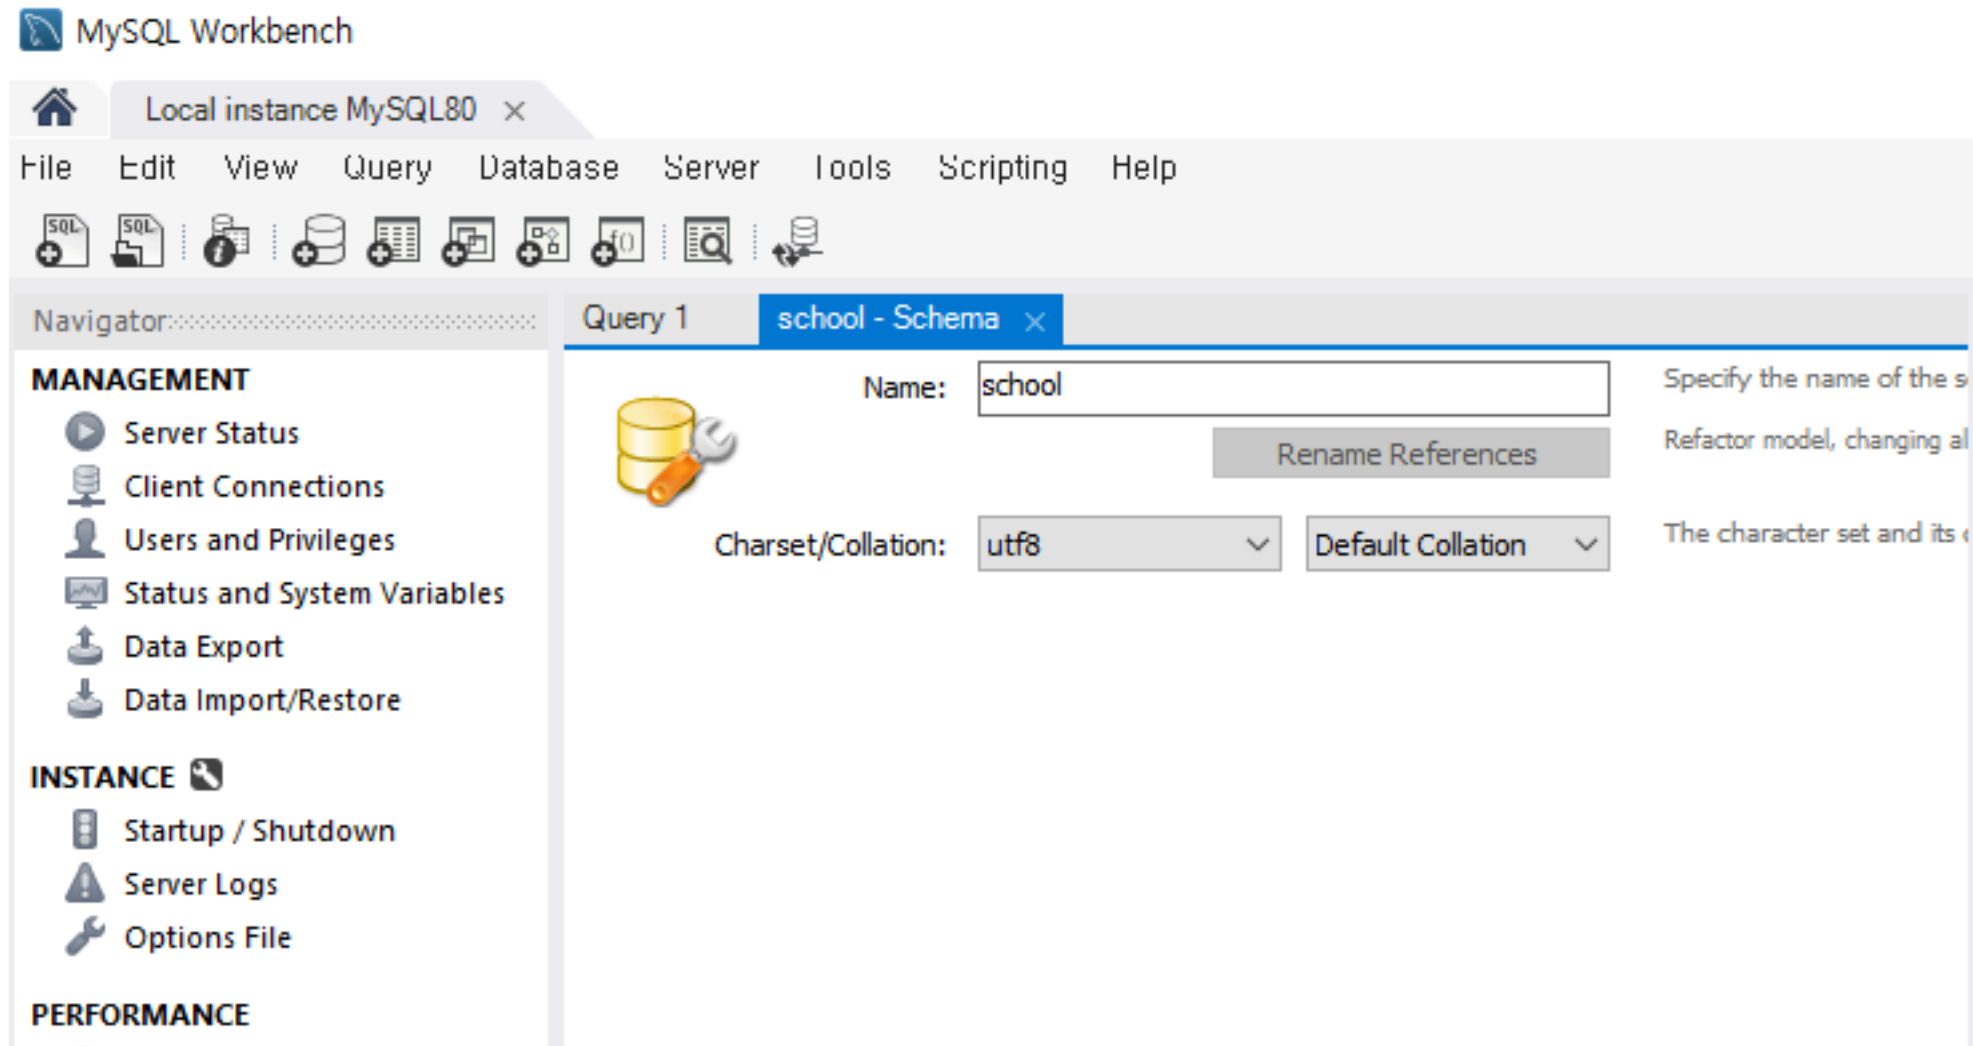 MySQL Workbench
Local instance MySQL80
File Edit View Query Database Server Tools Scripting Help
SQL SQL f()
Navigator
Query 1 school - Schema
MANAGEMENT
Server Status
Client Connections
Users and Privileges
Status and System Variables
Data Export
Data Import/Restore
INSTANCE
Startup / Shutdown
Server Logs
Options File
PERFORMANCE
Name: school Specify the name of the s
Rename References Refactor model, changing al
Charset/Collation: utf8 Default Collation The character set and its